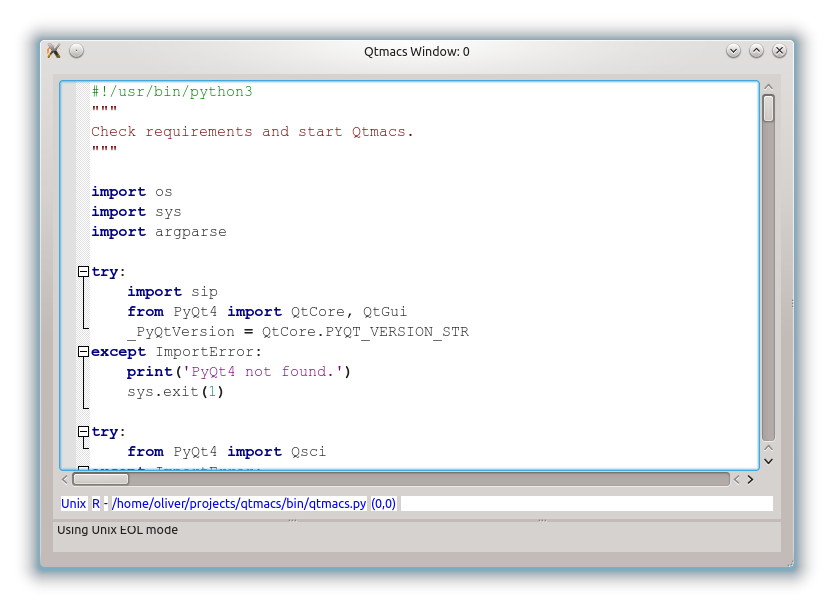 Qtmacs Window: 0
#!/usr/bin/python3
"""
Check requirements and start Qtmacs.
"""
import os
import sys
import argparse
try:
    import sip
    from PyQt4 import QtCore, QtGui
    _PyQtVersion = QtCore.PYQT_VERSION_STR
except ImportError:
    print('PyQt4 not found.')
    sys.exit(1)
try:
    from PyQt4 import Qsci
except ImportError:
Unix R - /home/oliver/projects/qtmacs/bin/qtmacs.py (0,0)
Using Unix EOL mode